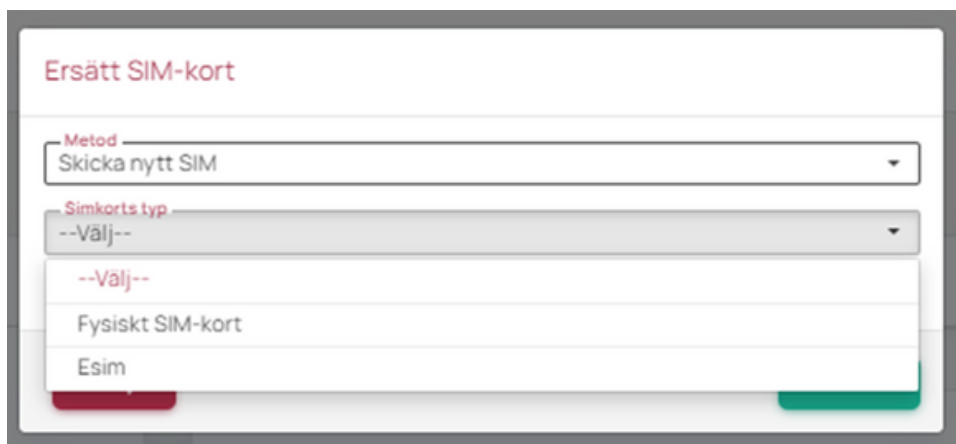 Ersätt SIM-kort
Metod
Skicka nytt SIM
Simkorts typ
--Välj--
--Välj--
Fysiskt SIM-kort
Esim